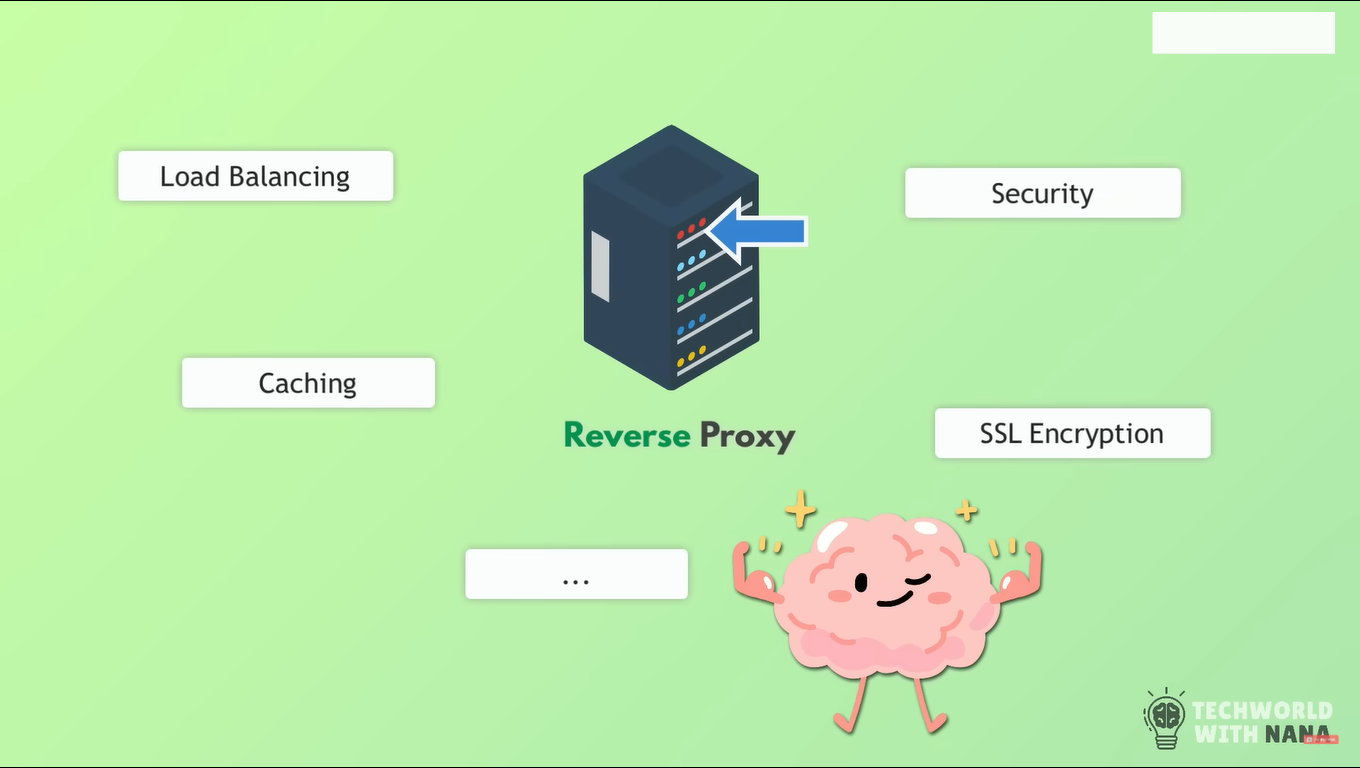 Load Balancing
Security
Caching
Reverse Proxy
SSL Encryption
...
TECHWORLD
WITH NANA